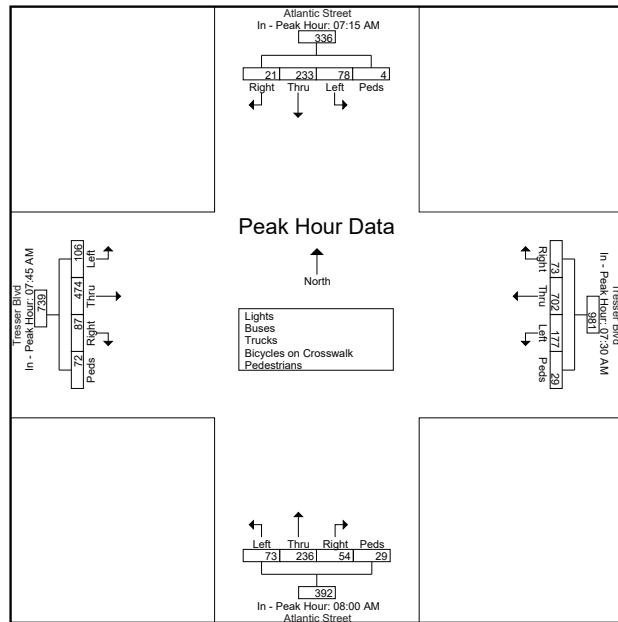 Atlantic Street
In - Peak Hour: 07:15 AM
336
21 233 78 4
Right Thru Left Peds
Peak Hour Data
North
Lights
Buses
Trucks
Bicycles on Crosswalk
Pedestrians
Tresser Blvd
In - Peak Hour: 07:45 AM
739
106 474 87 72
Left Thru Right Peds
Tresser Blvd
In - Peak Hour: 07:30 AM
981
73 702 177 29
Right Thru Left Peds
Left Thru Right Peds
73 236 54 29
392
In - Peak Hour: 08:00 AM
Atlantic Street